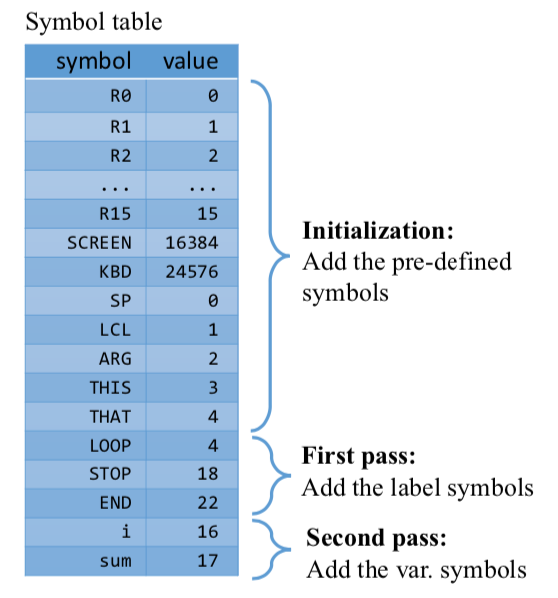 Symbol table
symbol value
R0 0
R1 1
R2 2
... ...
R15 15
SCREEN 16384
KBD 24576
SP 0
LCL 1
ARG 2
THIS 3
THAT 4
LOOP 4
STOP 18
END 22
i 16
sum 17
Initialization:
Add the pre-defined
symbols
First pass:
Add the label symbols
Second pass:
Add the var. symbols